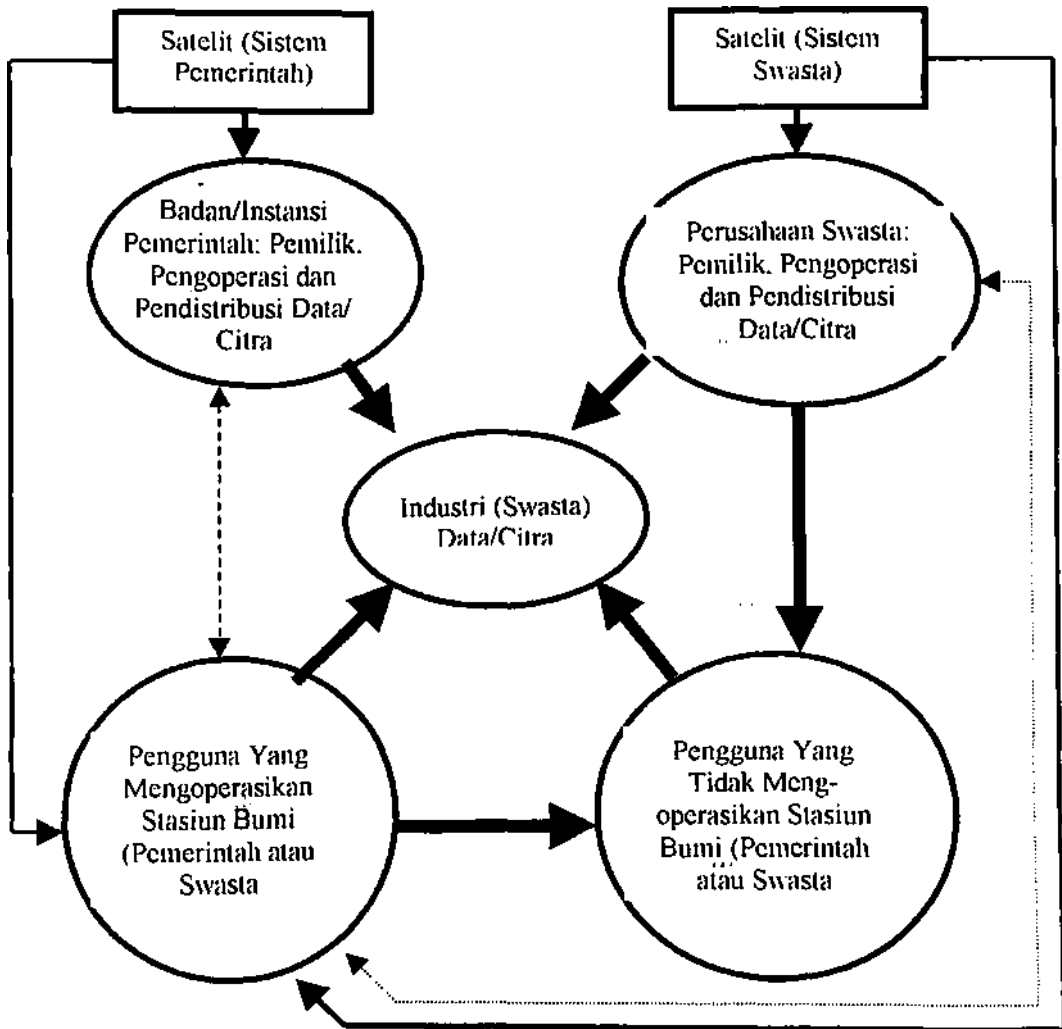 Satelit (Sistem
Pemerintah)
Satelit (Sistem
Swasta)
Badan/Instansi
Pemerintah: Pemilik,
Pengoperasi dan
Pendistribusi Data/
Citra
Perusahaan Swasta:
Pemilik, Pengoperasi
dan Pendistribusi
Data/Citra
Industri (Swasta)
Data/Citra
Pengguna Yang
Mengoperasikan
Stasiun Bumi
(Pemerintah atau
Swasta
Pengguna Yang
Tidak Meng-
operasikan Stasiun
Bumi (Pemerintah
atau Swasta